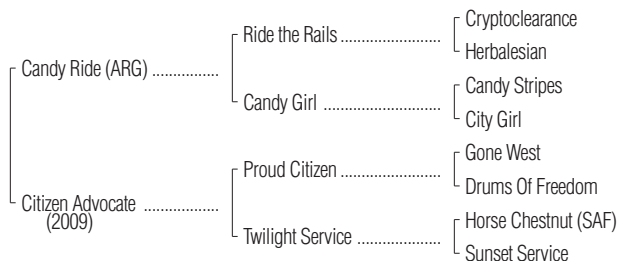 Cryptoclearance
Ride the Rails ........................
Herbalesian
Candy Ride (ARG) ................
Candy Stripes
Candy Girl ............................
City Girl
Gone West
Proud Citizen ........................
Drums Of Freedom
Citizen Advocate ..................
(2009)
Horse Chestnut (SAF)
Twilight Service ....................
Sunset Service